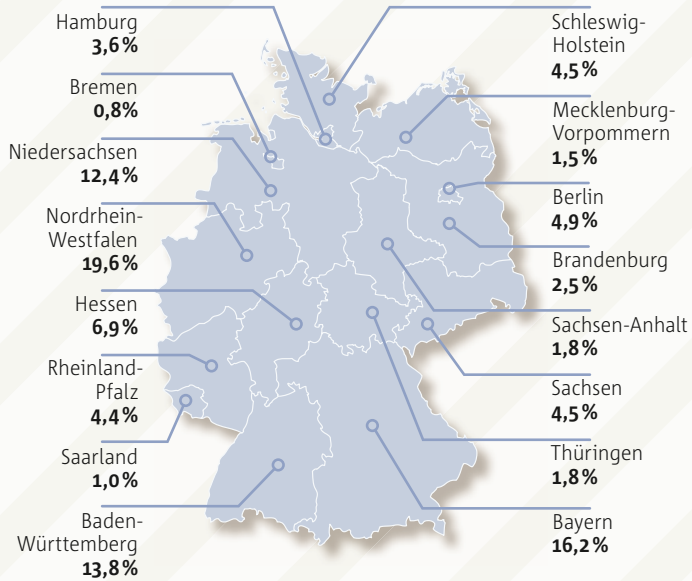 Hamburg
3,6 %
Bremen
0,8 %
Niedersachsen
12,4 %
Nordrhein-
Westfalen
19,6 %
Hessen
6,9 %
Rheinland-
Pfalz
4,4 %
Saarland
1,0 %
Baden-
Württemberg
13,8 %
Schleswig-
Holstein
4,5 %
Mecklenburg-
Vorpommern
1,5 %
Berlin
4,9 %
Brandenburg
2,5 %
Sachsen-Anhalt
1,8 %
Sachsen
4,5 %
Thüringen
1,8 %
Bayern
16,2 %